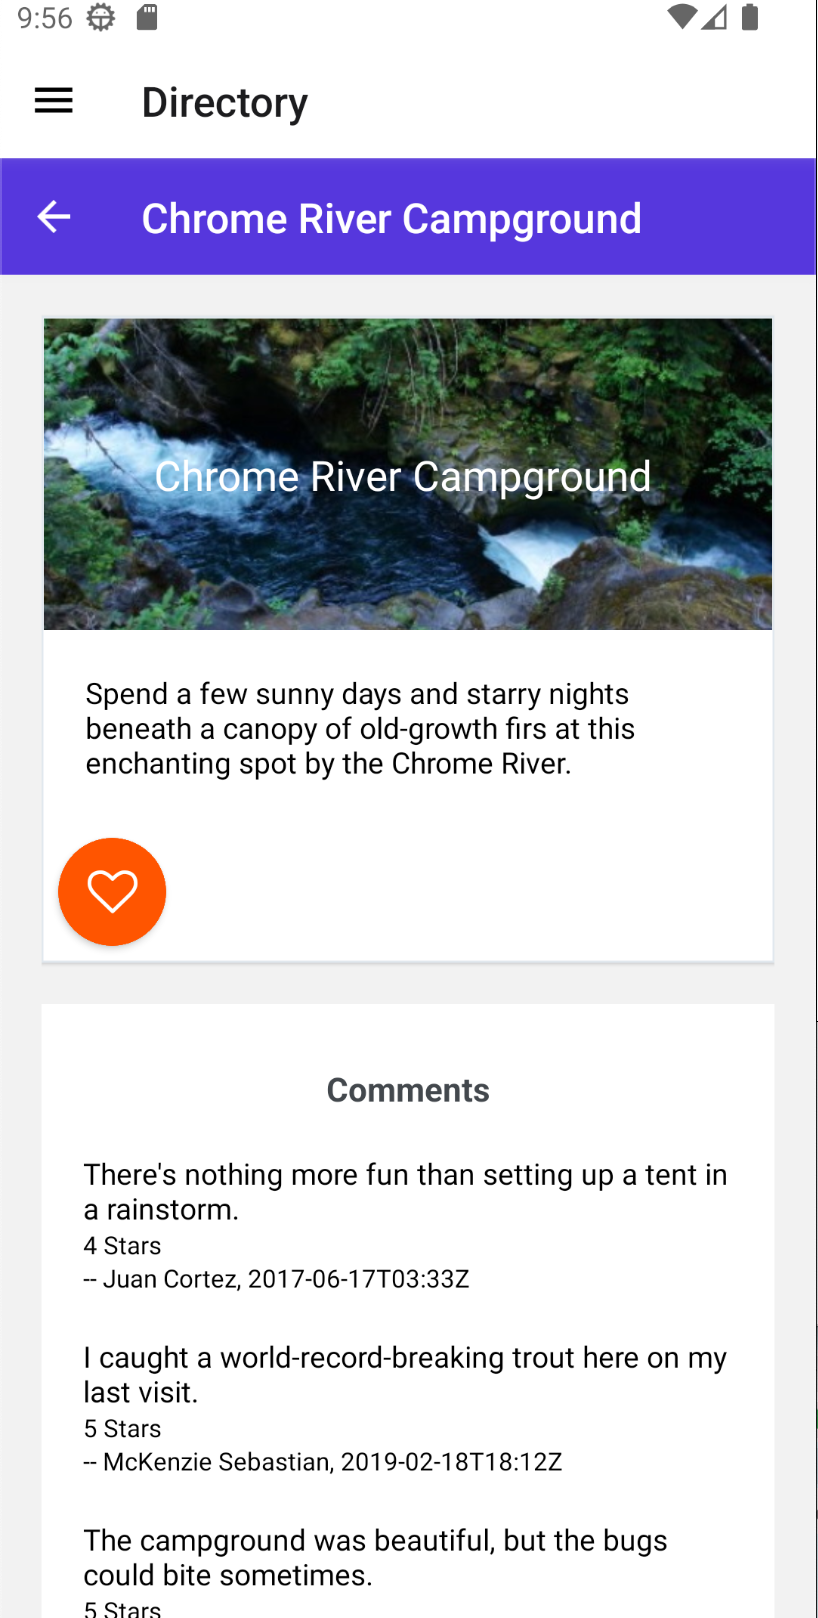 9:56
Directory
Chrome River Campground
Chrome River Campground
Spend a few sunny days and starry nights
beneath a canopy of old-growth firs at this
enchanting spot by the Chrome River.
Comments
There's nothing more fun than setting up a tent in
a rainstorm.
4 Stars
-- Juan Cortez, 2017-06-17T03:33Z
I caught a world-record-breaking trout here on my
last visit.
5 Stars
-- McKenzie Sebastian, 2019-02-18T18:12Z
The campground was beautiful, but the bugs
could bite sometimes.
5 Stars